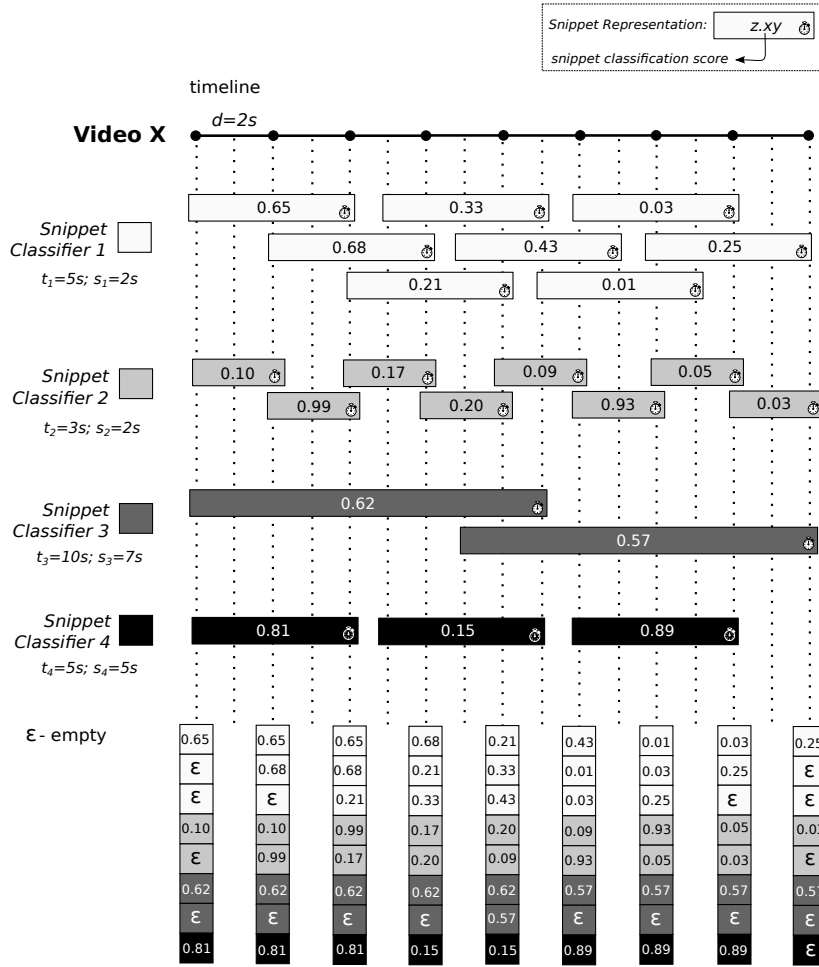 Snippet Representation: z.xy
snippet classification score
timeline
d=2s
Video X
0.65 0.33 0.03
Snippet
Classifier 1
0.68 0.43 0.25
t1=5s; s1=2s
0.21 0.01
0.10 0.17 0.09 0.05
Snippet
Classifier 2
0.99 0.20 0.93 0.03
t2=3s; s2=2s
0.62
Snippet
Classifier 3
0.57
t3=10s; s3=7s
Snippet
Classifier 4
0.81 0.15 0.89
t4=5s; s4=5s
ε- empty
0.65 0.65 0.65 0.68 0.21 0.43 0.01 0.03 0.25
ε 0.68 0.68 0.21 0.33 0.01 0.03 0.25 ε
ε ε 0.21 0.33 0.43 0.03 0.25 ε ε
0.10 0.10 0.99 0.17 0.20 0.09 0.93 0.05 0.03
ε 0.99 0.17 0.20 0.09 0.93 0.05 0.03 ε
0.62 0.62 0.62 0.62 0.62 0.57 0.57 0.57 0.57
ε ε ε ε 0.57 ε ε ε ε
0.81 0.81 0.81 0.15 0.15 0.89 0.89 0.89 ε